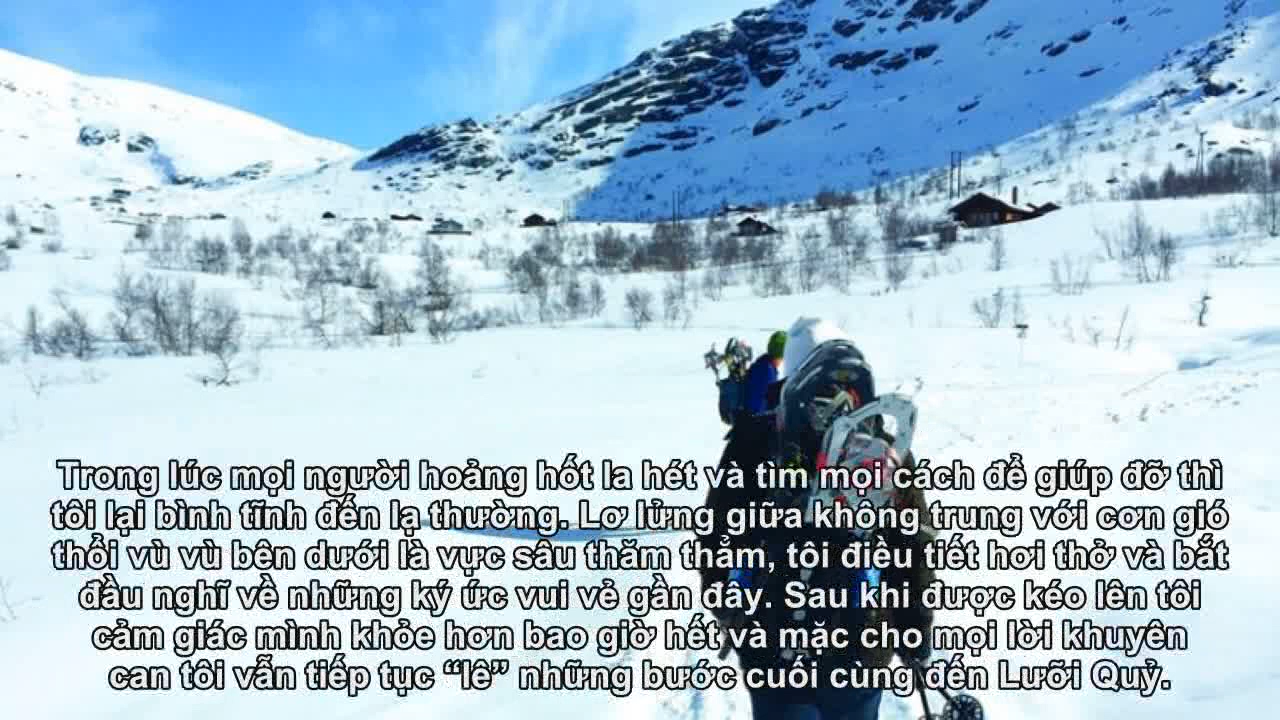 Trong lúc mọi người hoảng hốt la hét và tìm mọi cách để giúp đỡ thì
tôi lại bình tĩnh đến lạ thường. Lơ lửng giữa không trung với cơn gió
thổi vù vù bên dưới là vực sâu thăm thẳm, tôi điều tiết hơi thở và bắt
đầu nghĩ về những ký ức vui vẻ gần đây. Sau khi được kéo lên tôi
cảm giác mình khỏe hơn bao giờ hết và mặc cho mọi lời khuyên
can tôi vẫn tiếp tục “lê” những bước cuối cùng đến Lưỡi Quỷ.